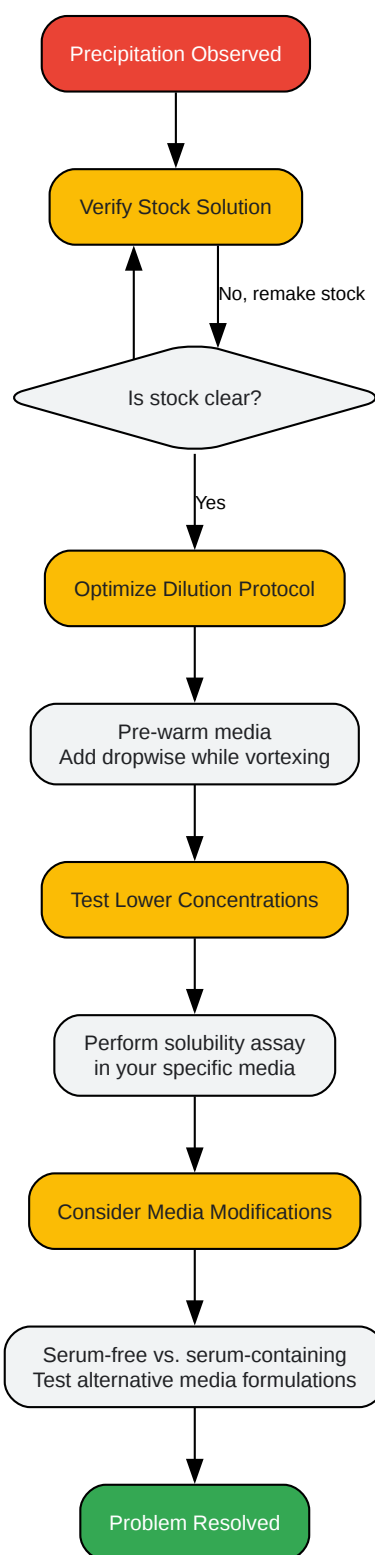 Precipitation Observed
Verify Stock Solution
No, remake stock
Is stock clear?
Yes
Optimize Dilution Protocol
Pre-warm media
Add dropwise while vortexing
Test Lower Concentrations
Perform solubility assay
in your specific media
Consider Media Modifications
Serum-free vs. serum-containing
Test alternative media formulations
Problem Resolved